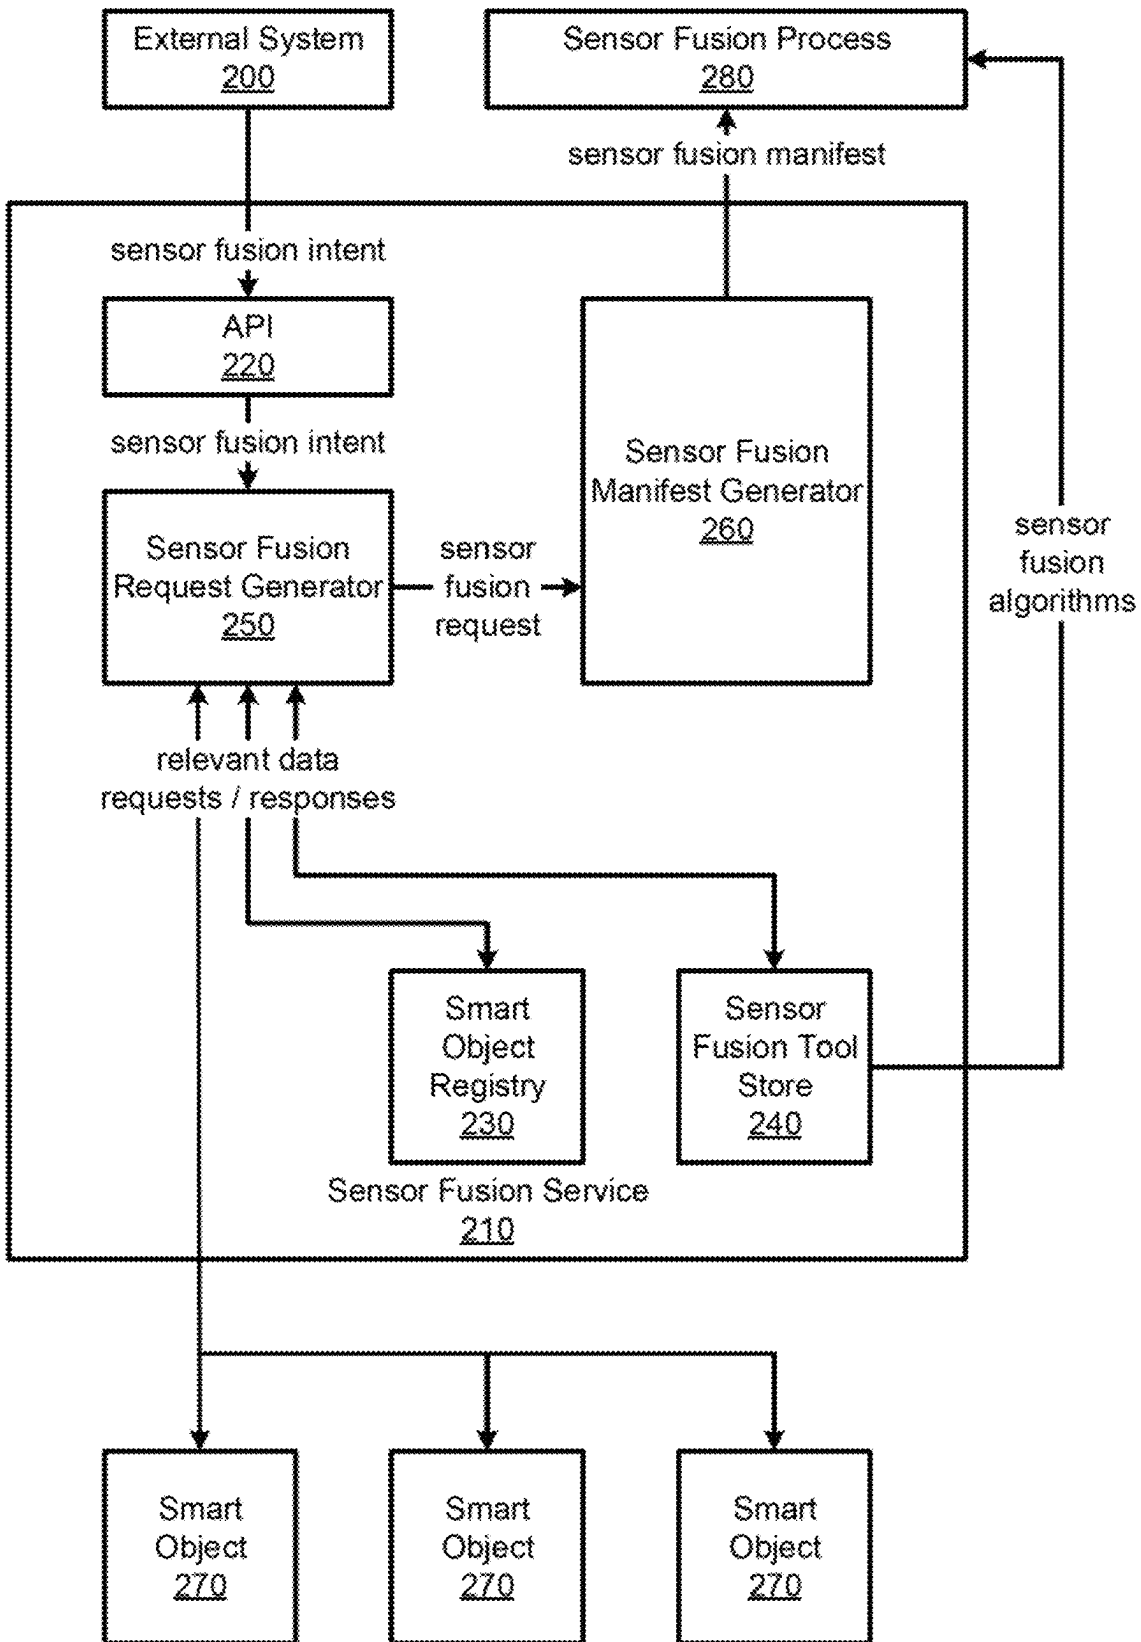 External System
200
Sensor Fusion Process
280
sensor fusion manifest
sensor fusion intent
API
220
sensor fusion intent
Sensor Fusion
Manifest Generator
260
Sensor Fusion
Request Generator
250
sensor
fusion
request
sensor
fusion
algorithms
relevant data
requests / responses
Smart
Object
Registry
230
Sensor
Fusion Tool
Store
240
Sensor Fusion Service
210
Smart
Object
270
Smart
Object
270
Smart
Object
270